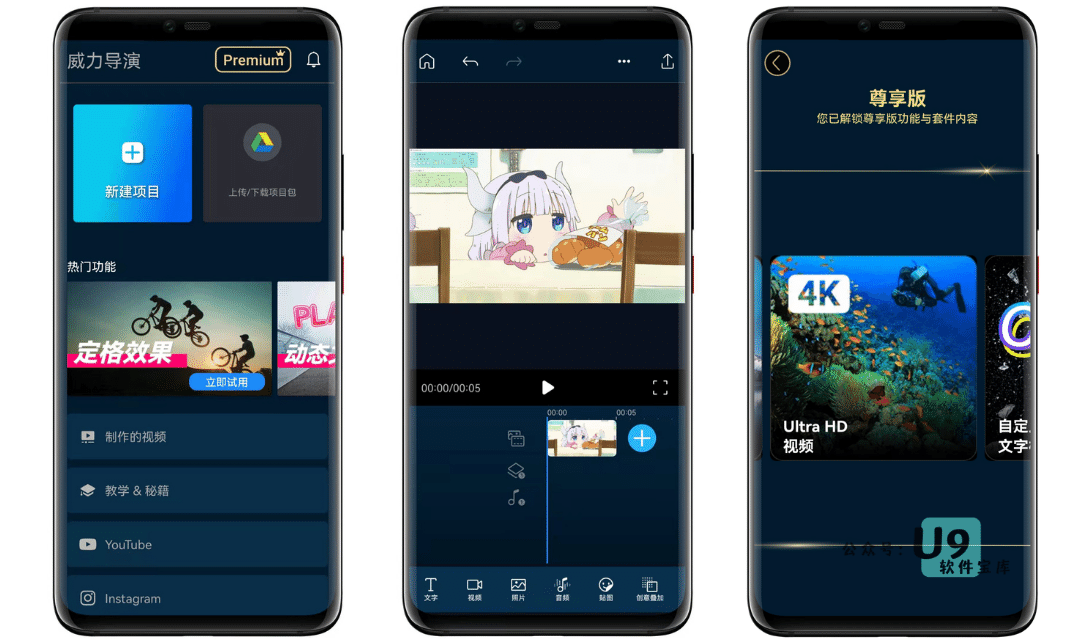 威力导演
Premium
新建项目
上传/下载项目包
热门功能
定格效果
立即试用
PLA
动态
制作的视频
教学 & 秘籍
YouTube
Instagram
00:00/00:05
00:00
00:05
文字
视频
照片
音频
贴图
创意叠加
尊享版
您已解锁尊享版功能与套件内容
4K
Ultra HD
视频
自定
文字
公众号:
U9
软件宝库